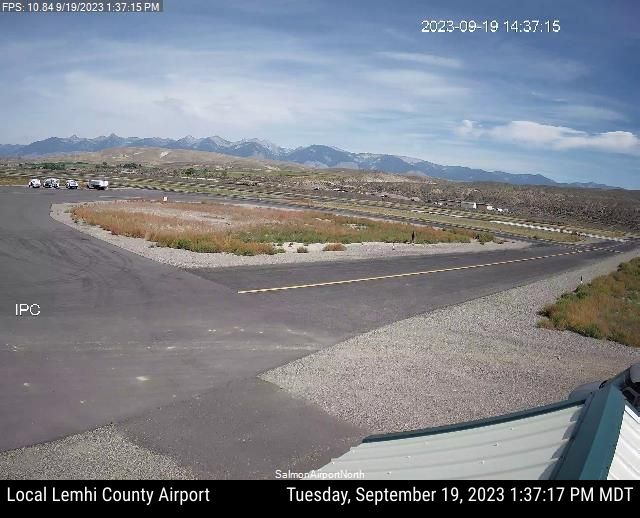 FPS: 10.84 9/19/2023 1:37:15 PM
2023-09-19 14:37:15
IPC
SalmonAirportNorth
Local Lemhi County Airport Tuesday, September 19, 2023 1:37:17 PM MDT